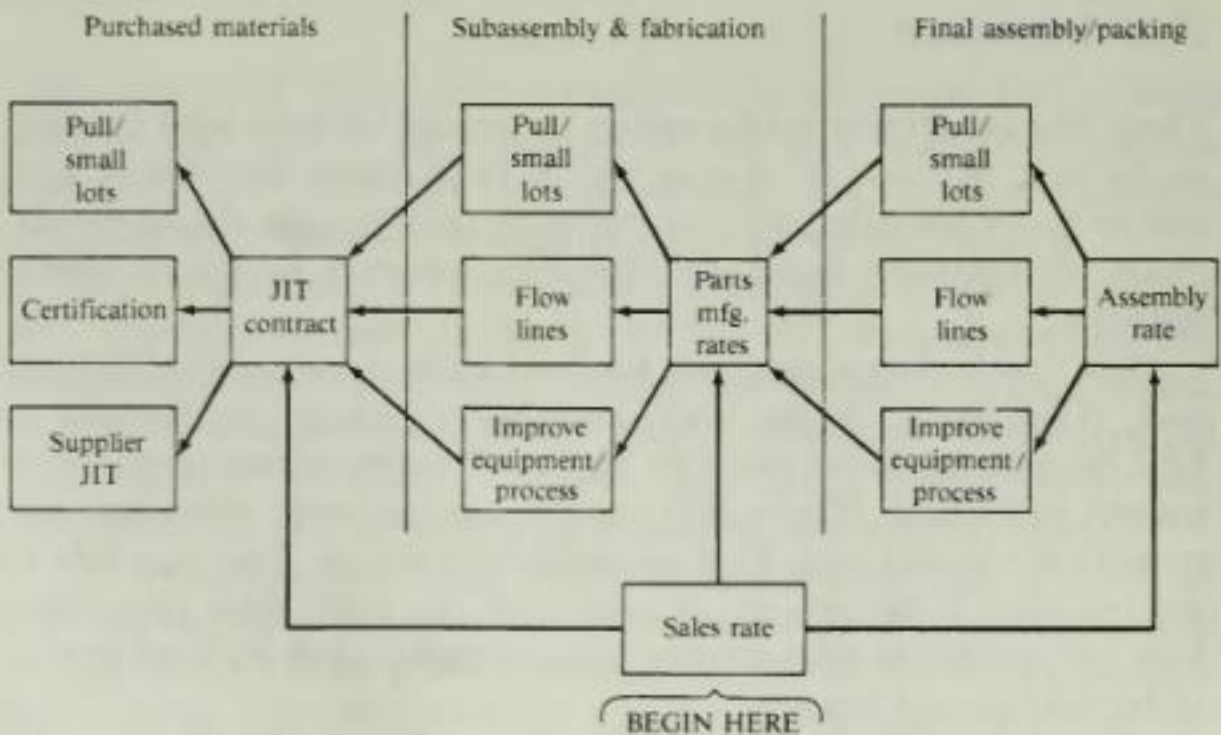 Purchased materials
Subassembly & fabrication
Final assembly/packing
Pull/
small
lots
Certification
Supplier
JIT
JIT
contract
Pull/
small
lots
Flow
lines
Improve
equipment/
process
Parts
mfg.
rates
Pull/
small
lots
Flow
lines
Improve
equipment/
process
Assembly
rate
Sales rate
BEGIN HERE